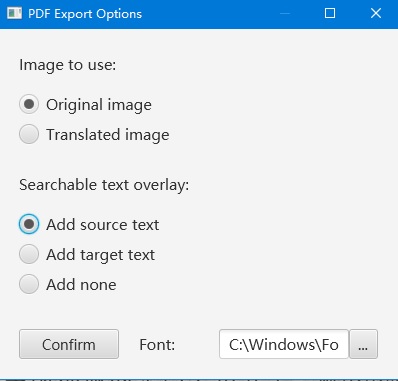 PDF Export Options
Image to use:
Original image
Translated image
Searchable text overlay:
Add source text
Add target text
Add none
Confirm Font: C:\Windows\Fo ...